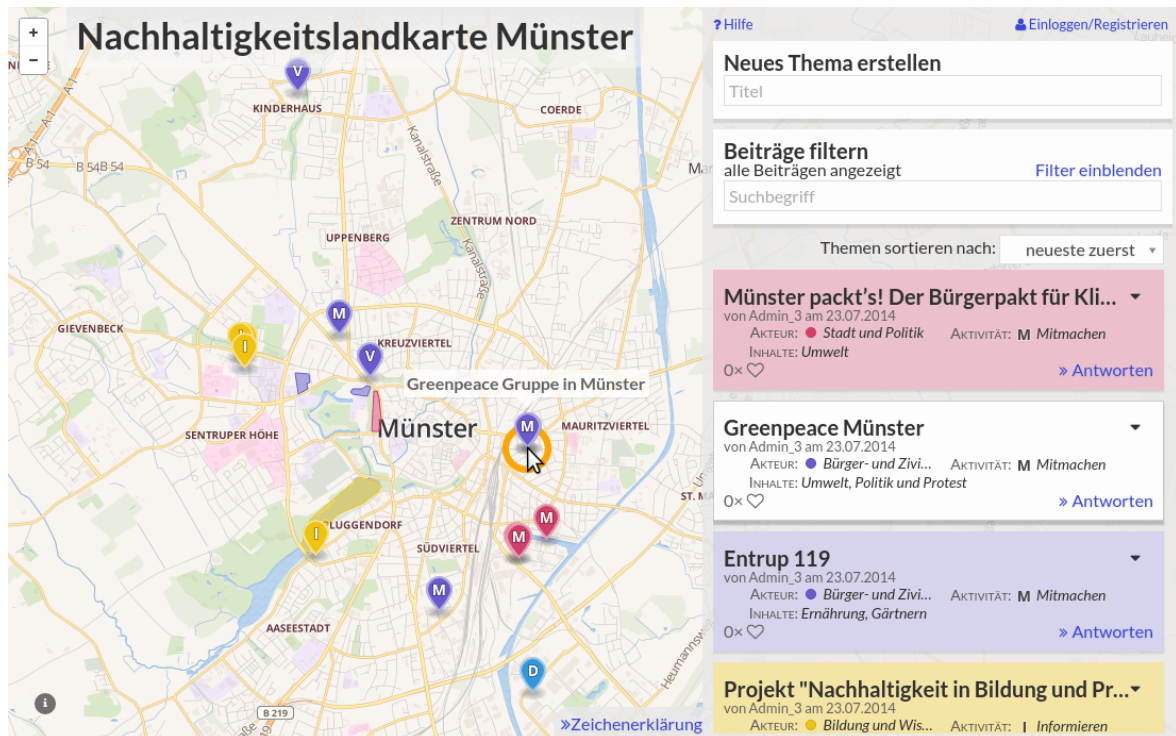 +
−
Nachhaltigkeitslandkarte Münster
A 1
A 1
A 1
V
KINDERHAUS
COERDE
Kanalstraße
B 54
B 54B 54
ZENTRUM NORD
UPPENBERG
Kanalstraße
GIEVENBECK
M
I
KREUZVIERTEL
V
Greenpeace Gruppe in Münster
M
Münster
MAURITZVIERTEL
SENTRUPER HÖHE
M
M
I
PLUGGENDORF
SÜDVIERTEL
M
AASEESTADT
D
B 219
i
»Zeichenerklärung
? Hilfe
Einloggen/Registrieren
Neues Thema erstellen
Titel
Beiträge filtern
alle Beiträgen angezeigt
Filter einblenden
Suchbegriff
Themen sortieren nach: neueste zuerst
Münster packt's! Der Bürgerpakt für Kli...
von Admin_3 am 23.07.2014
AKTEUR: Stadt und Politik AKTIVITÄT: M Mitmachen
INHALTE: Umwelt
0×
» Antworten
Greenpeace Münster
von Admin_3 am 23.07.2014
AKTEUR: Bürger- und Zivi... AKTIVITÄT: M Mitmachen
INHALTE: Umwelt, Politik und Protest
0×
» Antworten
Entrup 119
von Admin_3 am 23.07.2014
AKTEUR: Bürger- und Zivi... AKTIVITÄT: M Mitmachen
INHALTE: Ernährung, Gärtnern
0×
» Antworten
Projekt "Nachhaltigkeit in Bildung und Pr...
von Admin_3 am 23.07.2014
AKTEUR: Bildung und Wis... AKTIVITÄT: I Informieren